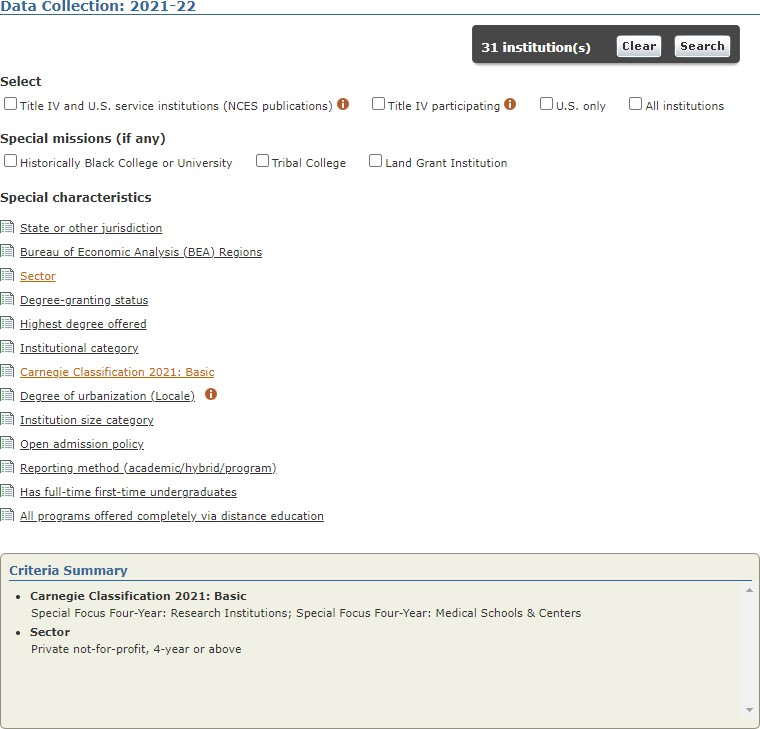 Data Collection: 2021-22
31 institution(s) Clear Search
Select
Title IV and U.S. service institutions (NCES publications) i Title IV participating i U.S. only All institutions
Special missions (if any)
Historically Black College or University Tribal College Land Grant Institution
Special characteristics
State or other jurisdiction
Bureau of Economic Analysis (BEA) Regions
Sector
Degree-granting status
Highest degree offered
Institutional category
Carnegie Classification 2021: Basic
Degree of urbanization (Locale) i
Institution size category
Open admission policy
Reporting method (academic/hybrid/program)
Has full-time first-time undergraduates
All programs offered completely via distance education
Criteria Summary
• Carnegie Classification 2021: Basic
Special Focus Four-Year: Research Institutions; Special Focus Four-Year: Medical Schools & Centers
• Sector
Private not-for-profit, 4-year or above